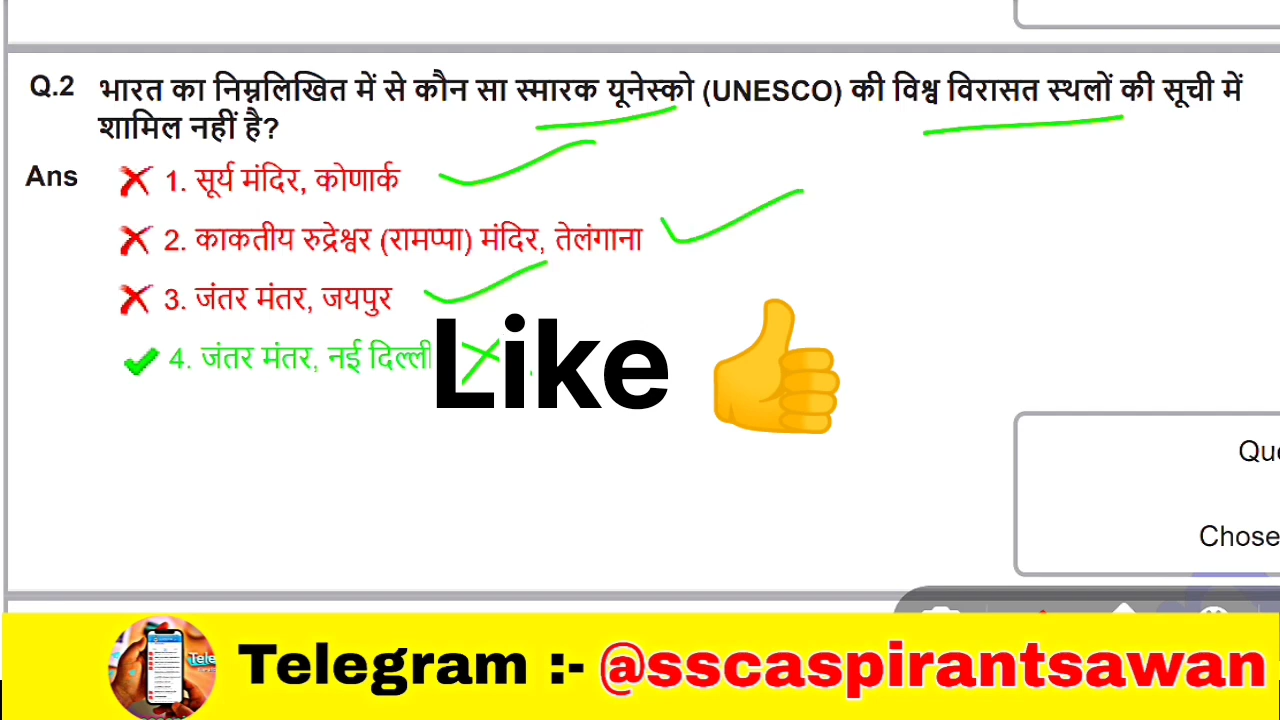 Q.2 भारत का निम्नलिखित में से कौन सा स्मारक यूनेस्को (UNESCO) की विश्व विरासत स्थलों की सूची में
शामिल नहीं है?
Ans 1. सूर्य मंदिर, कोणार्क
2. काकतीय रुद्रेश्वर (रामप्पा) मंदिर, तेलंगाना
3. जंतर मंतर, जयपुर
4. जंतर मंतर, नई दिल्ली
Like
Chose
Telegram :- @sscaspirantsawan